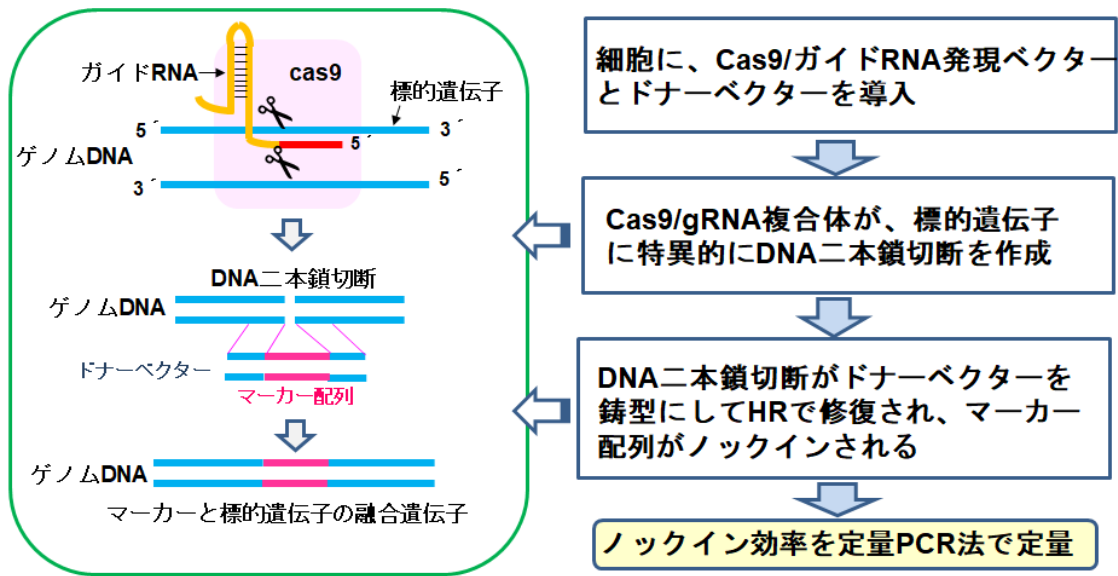 ガイドRNA
cas9
標的遺伝子
5´
3´
5´
ゲノムDNA
3´
5´
DNA二本鎖切断
ゲノムDNA
ドナーベクター
マーカー配列
ゲノムDNA
マーカーと標的遺伝子の融合遺伝子
細胞に、Cas9/ガイドRNA発現ベクター
とドナーベクターを導入
Cas9/gRNA複合体が、標的遺伝子
に特異的にDNA二本鎖切断を作成
DNA二本鎖切断がドナーベクターを
鋳型にしてHRで修復され、マーカー
配列がノックインされる
ノックイン効率を定量PCR法で定量